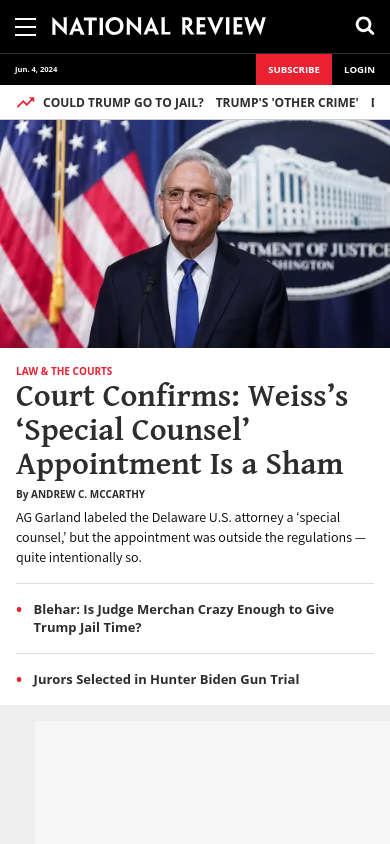 NATIONAL REVIEW
Jun. 4, 2024
SUBSCRIBE
LOGIN
COULD TRUMP GO TO JAIL? TRUMP'S 'OTHER CRIME'
ARTMENT OF JUSTICE
WASHINGTON
LAW & THE COURTS
Court Confirms: Weiss’s
‘Special Counsel’
Appointment Is a Sham
By ANDREW C. MCCARTHY
AG Garland labeled the Delaware U.S. attorney a ‘special
counsel,’ but the appointment was outside the regulations —
quite intentionally so.
• Blehar: Is Judge Merchan Crazy Enough to Give
Trump Jail Time?
• Jurors Selected in Hunter Biden Gun Trial